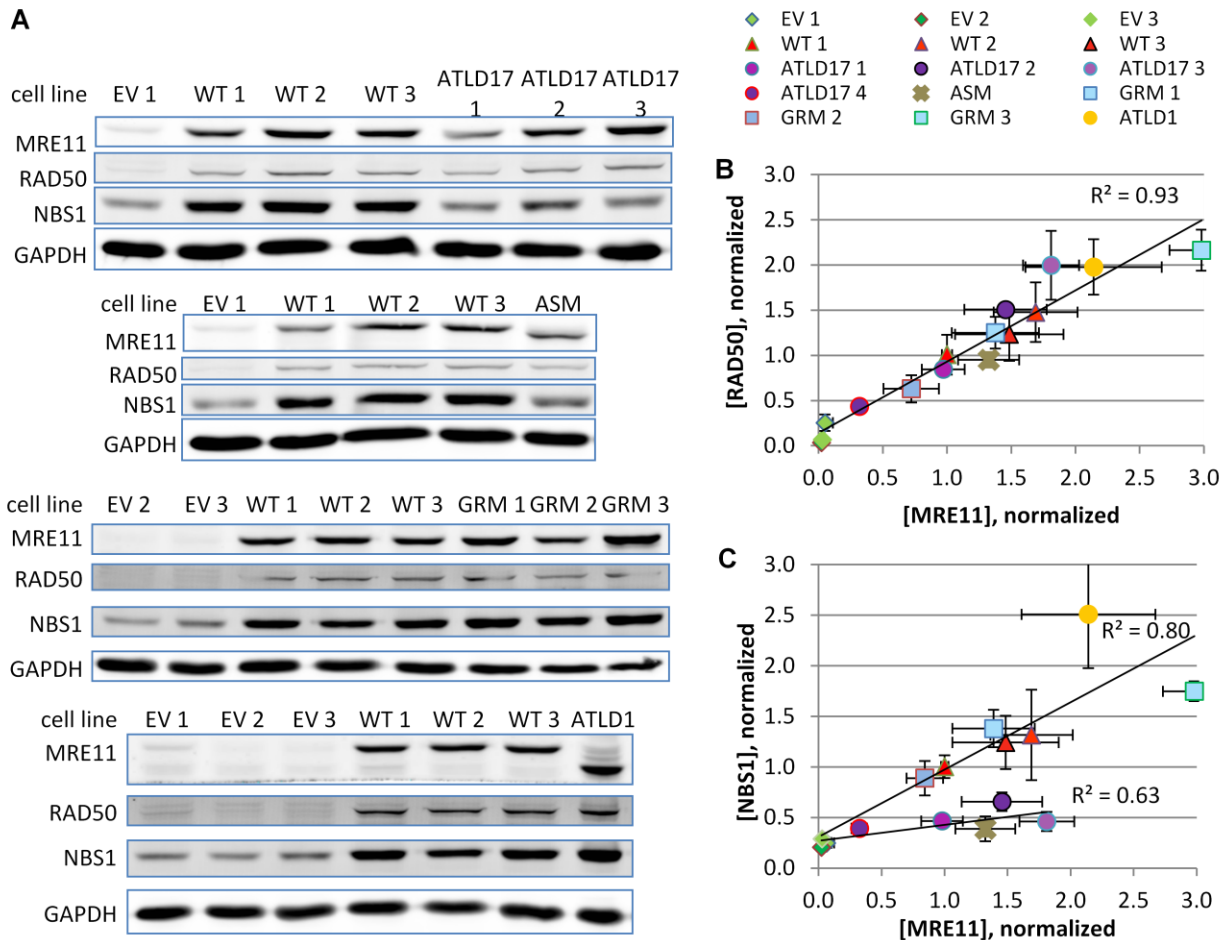 A
cell line EV 1 WT 1 WT 2 WT 3 ATLD17 1 ATLD17 2 ATLD17 3
MRE11
RAD50
NBS1
GAPDH
cell line EV 1 WT 1 WT 2 WT 3 ASM
MRE11
RAD50
NBS1
GAPDH
cell line EV 2 EV 3 WT 1 WT 2 WT 3 GRM 1 GRM 2 GRM 3
MRE11
RAD50
NBS1
GAPDH
cell line EV 1 EV 2 EV 3 WT 1 WT 2 WT 3 ATLD1
MRE11
RAD50
NBS1
GAPDH
EV 1 EV 2 EV 3
WT 1 WT 2 WT 3
ATLD17 1 ATLD17 2 ATLD17 3
ATLD17 4 ASM GRM 1
GRM 2 GRM 3 ATLD1
B
[RAD50], normalized
3.0
2.5
2.0
1.5
1.0
0.5
0.0
R² = 0.93
0.0 0.5 1.0 1.5 2.0 2.5 3.0
[MRE11], normalized
C
[NBS1], normalized
3.0
2.5
2.0
1.5
1.0
0.5
0.0
R² = 0.80
R² = 0.63
0.0 0.5 1.0 1.5 2.0 2.5 3.0
[MRE11], normalized